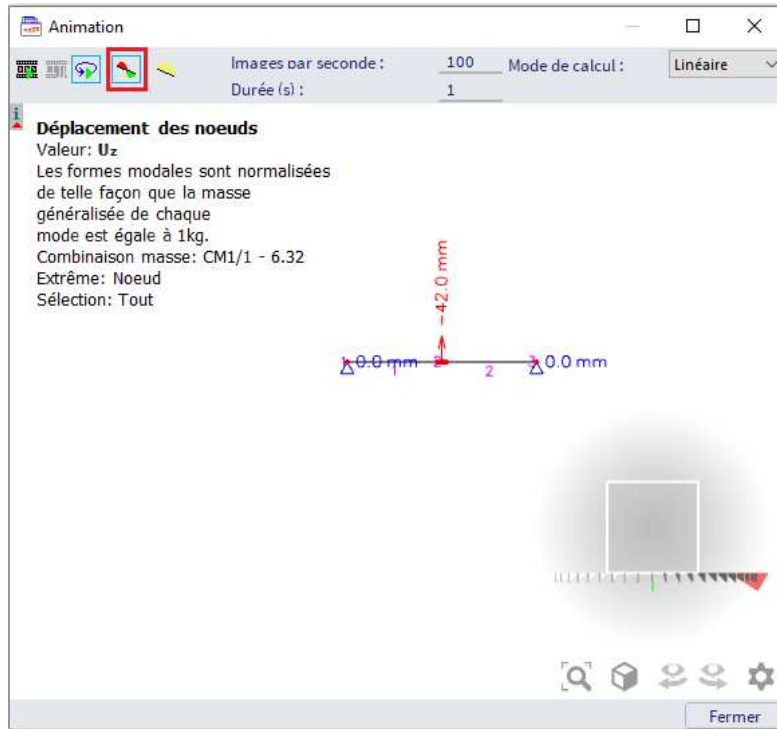 Animation
Images par seconde : 100 Mode de calcul : Linéaire
Durée (s) : 1
Déplacement des noeuds
Valeur: Uz
Les formes modales sont normalisées
de telle façon que la masse
généralisée de chaque
mode est égale à 1kg.
Combinaison masse: CM1/1 - 6.32
Extrême: Noeud
Sélection: Tout
-42.0 mm
0.0 mm 0.0 mm
1 2
Fermer